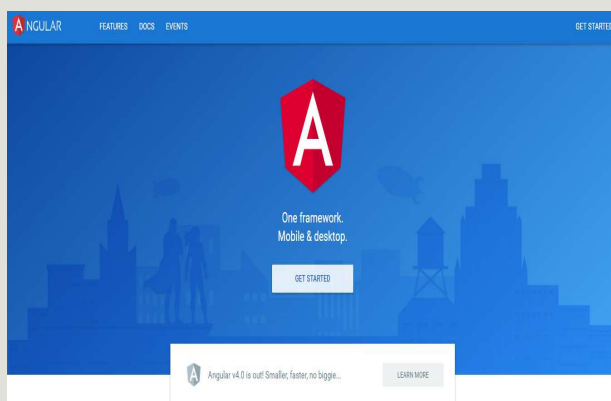 ANGULAR FEATURES DOCS EVENTS GET STARTED
A
One framework.
Mobile & desktop.
GET STARTED
Angular v4.0 is out! Smaller, faster, no biggie... LEARN MORE